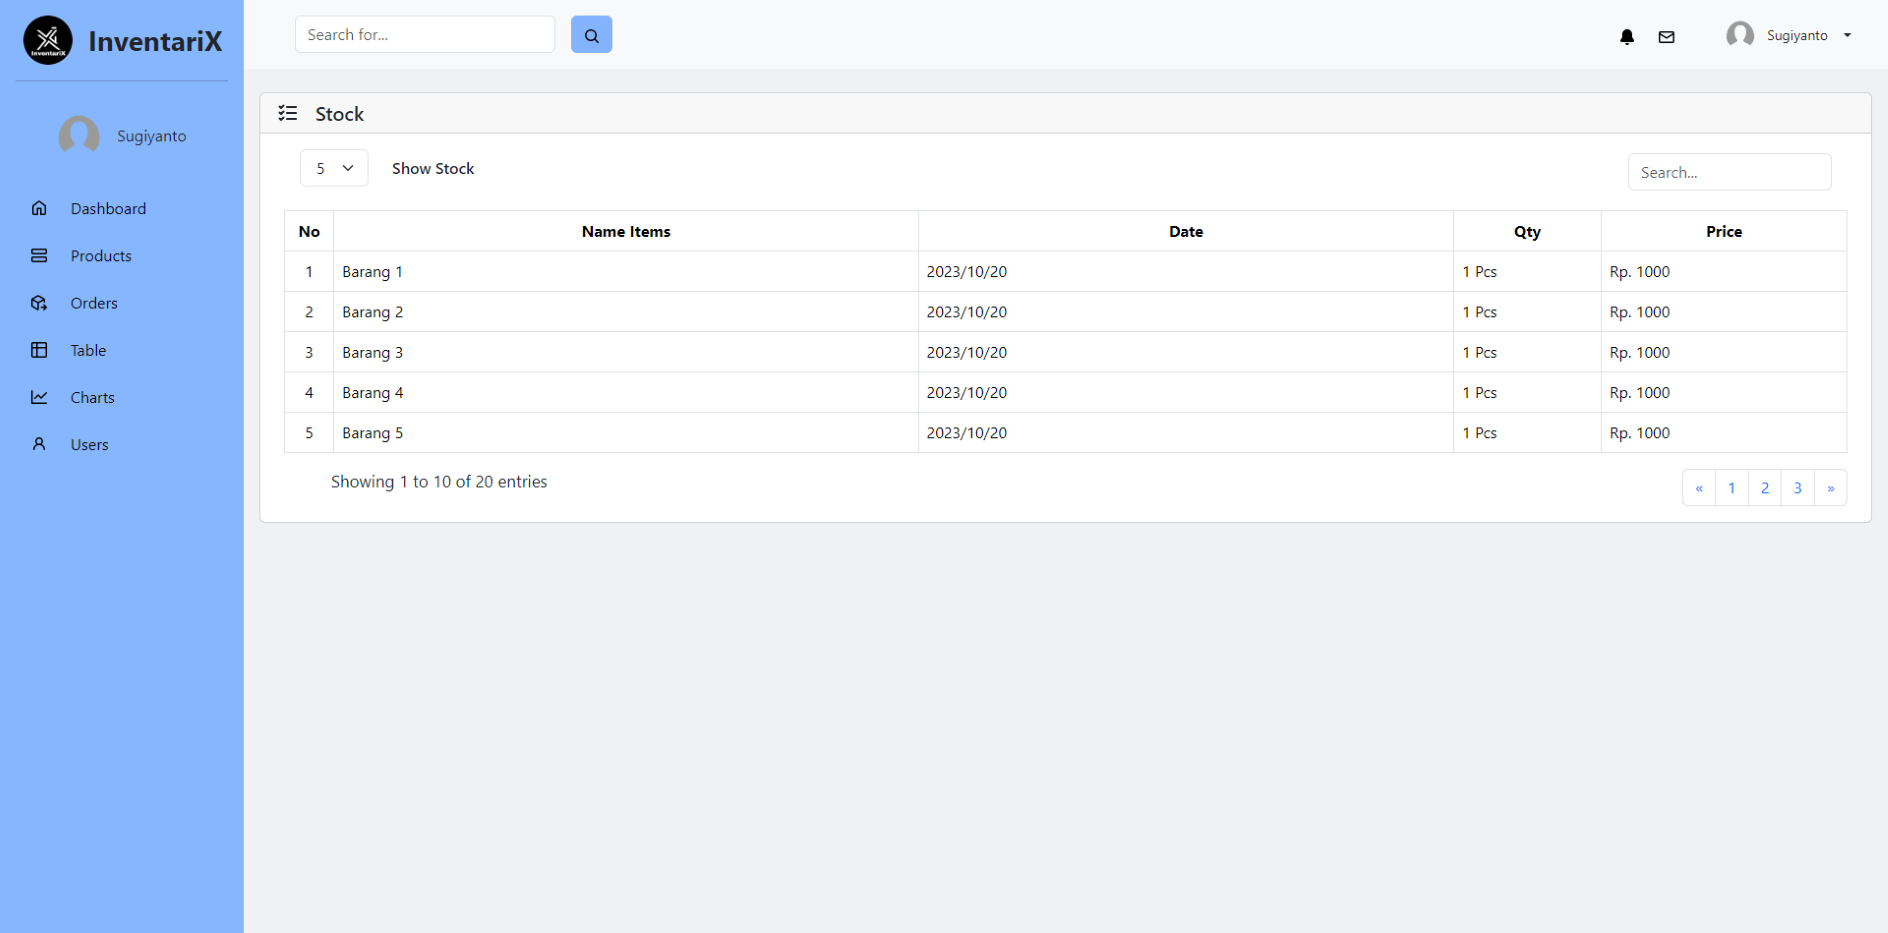 InventariX
InventariX
Search for...
Sugiyanto
Sugiyanto
Dashboard
Products
Orders
Table
Charts
Users
Stock
5 Show Stock
Search...
No Name Items Date Qty Price
1 Barang 1 2023/10/20 1 Pcs Rp. 1000
2 Barang 2 2023/10/20 1 Pcs Rp. 1000
3 Barang 3 2023/10/20 1 Pcs Rp. 1000
4 Barang 4 2023/10/20 1 Pcs Rp. 1000
5 Barang 5 2023/10/20 1 Pcs Rp. 1000
Showing 1 to 10 of 20 entries
« 1 2 3 »